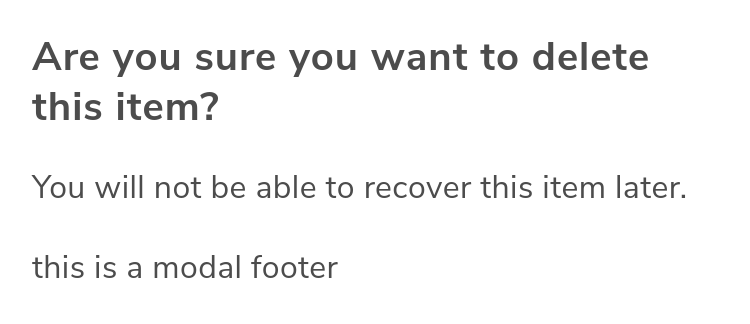 Are you sure you want to delete
this item?
You will not be able to recover this item later.
this is a modal footer